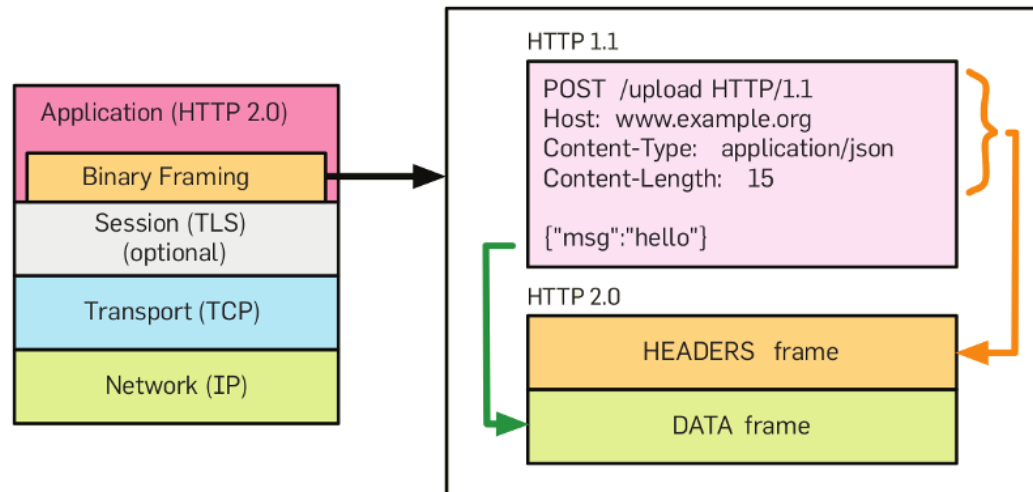 Application (HTTP 2.0)
Binary Framing
Session (TLS)
(optional)
Transport (TCP)
Network (IP)
HTTP 1.1
POST /upload HTTP/1.1
Host: www.example.org
Content-Type: application/json
Content-Length: 15
{"msg":"hello"}
HTTP 2.0
HEADERS frame
DATA frame